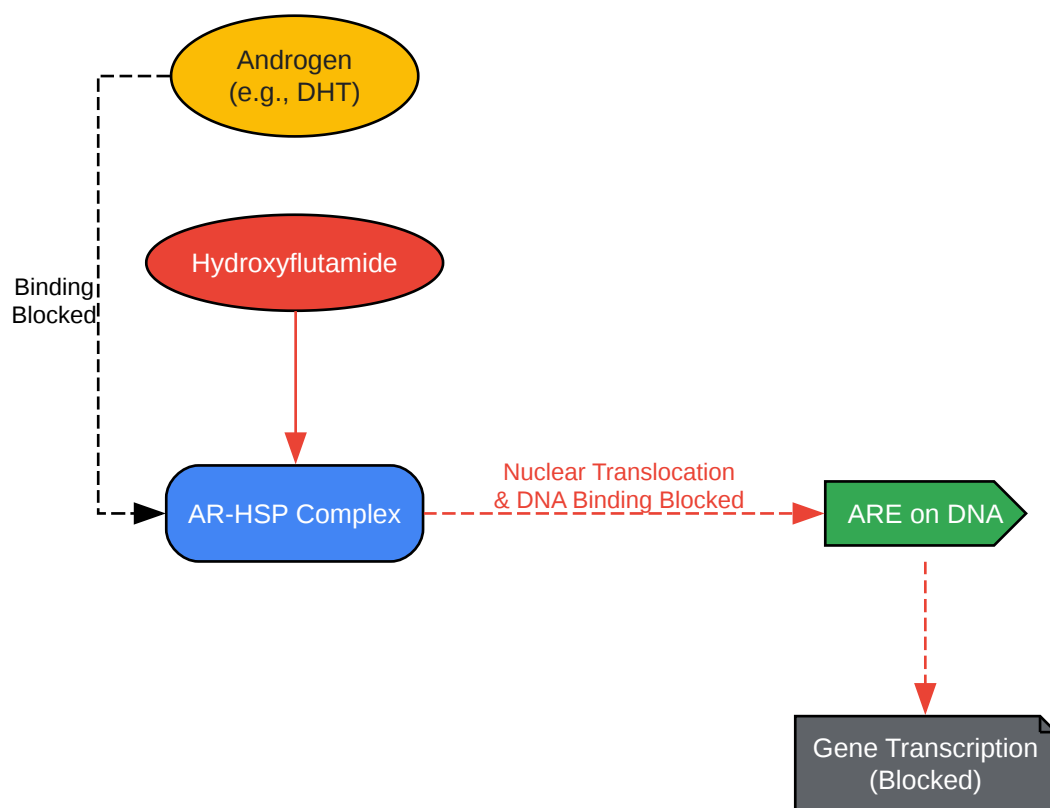 Androgen
(e.g., DHT)
Hydroxyflutamide
Binding
Blocked
AR-HSP Complex
Nuclear Translocation
& DNA Binding Blocked
ARE on DNA
Gene Transcription
(Blocked)